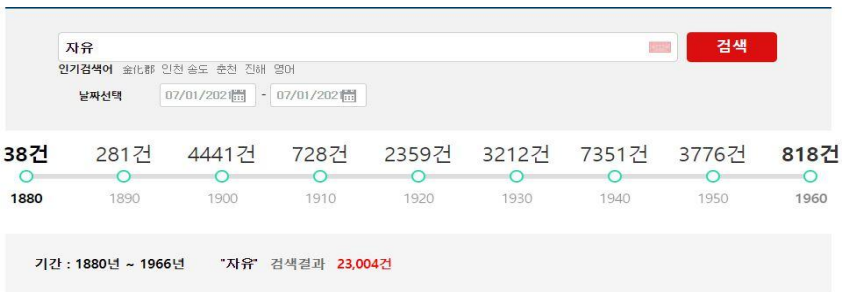 자유
검색
인기검색어 金化郡 인천 송도 춘천 진해 영어
날짜선택 07/01/2021 - 07/01/2021
38건 281건 4441건 728건 2359건 3212건 7351건 3776건 818건
1880 1890 1900 1910 1920 1930 1940 1950 1960
기간 : 1880년 ~ 1966년 "자유" 검색결과 23,004건